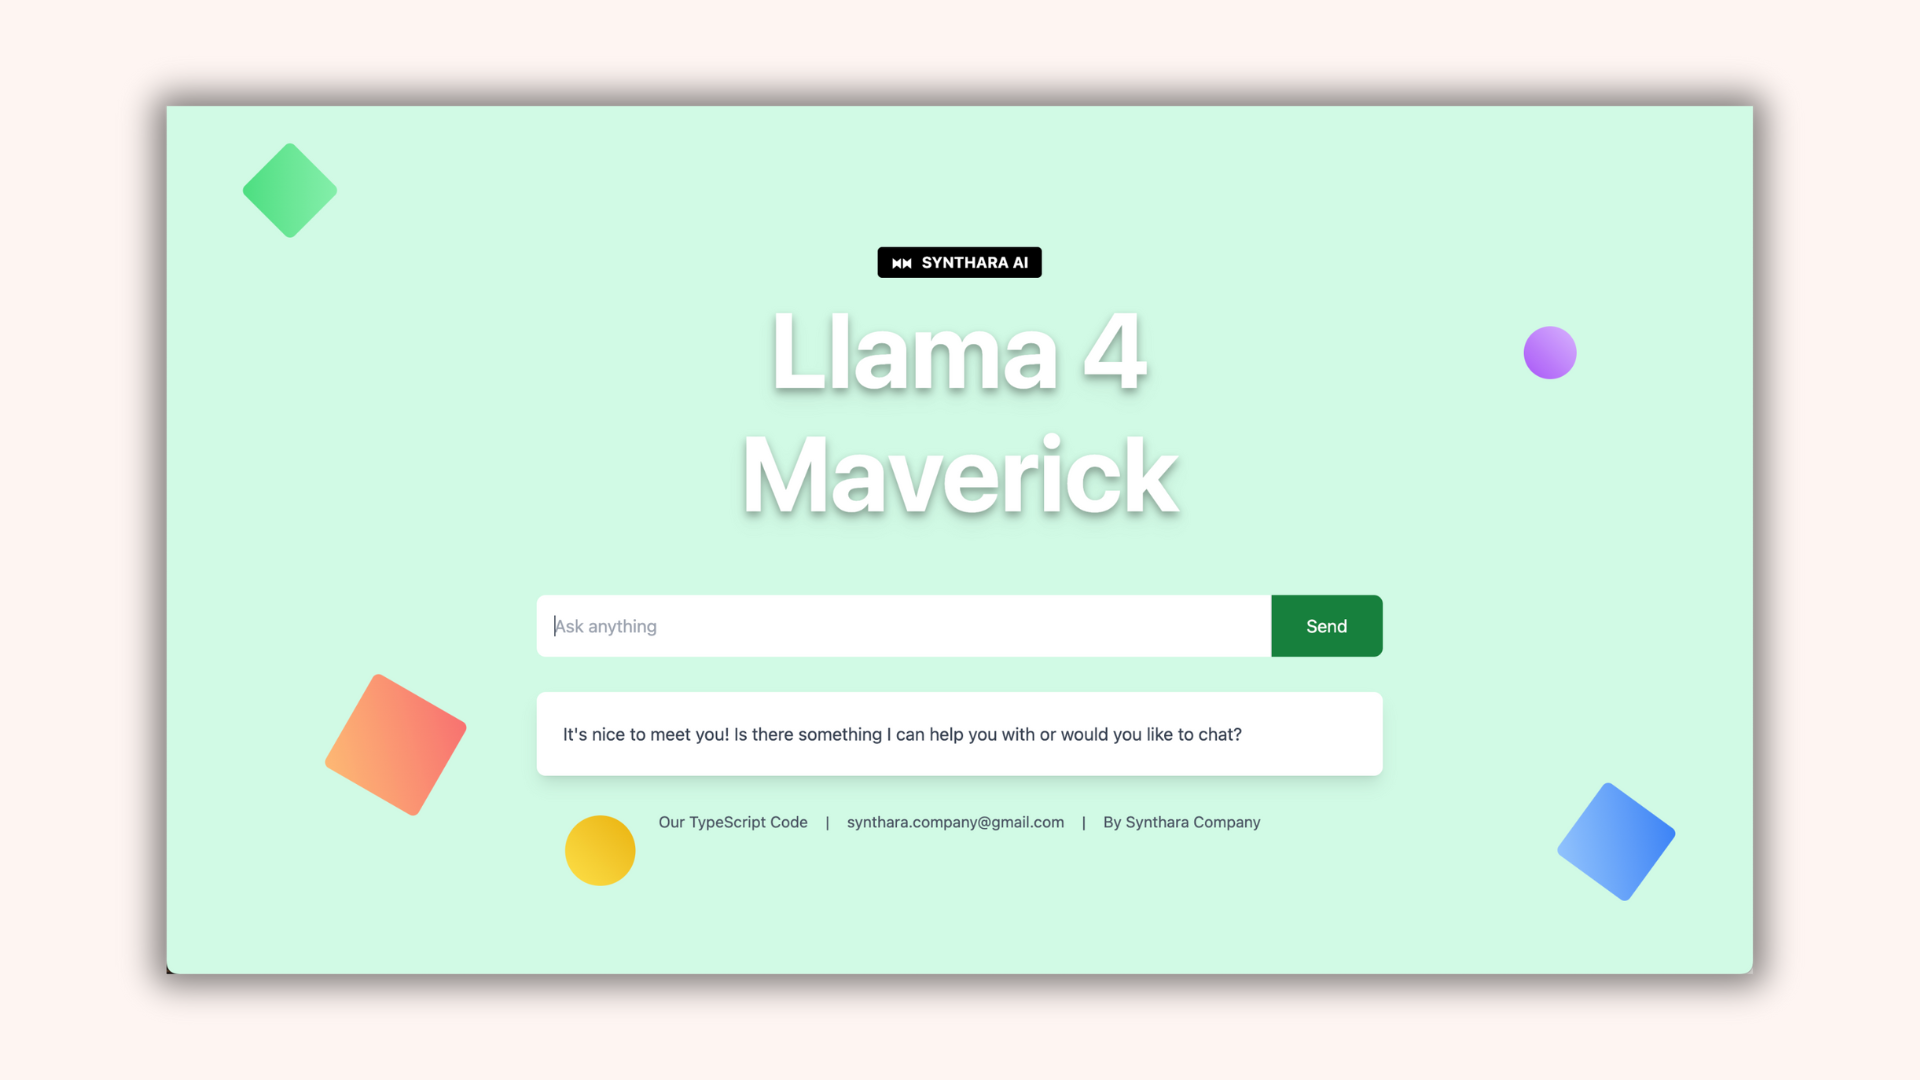 SYNTHARA AI
Llama 4
Maverick
Ask anything
Send
It's nice to meet you! Is there something I can help you with or would you like to chat?
Our TypeScript Code | synthara.company@gmail.com | By Synthara Company